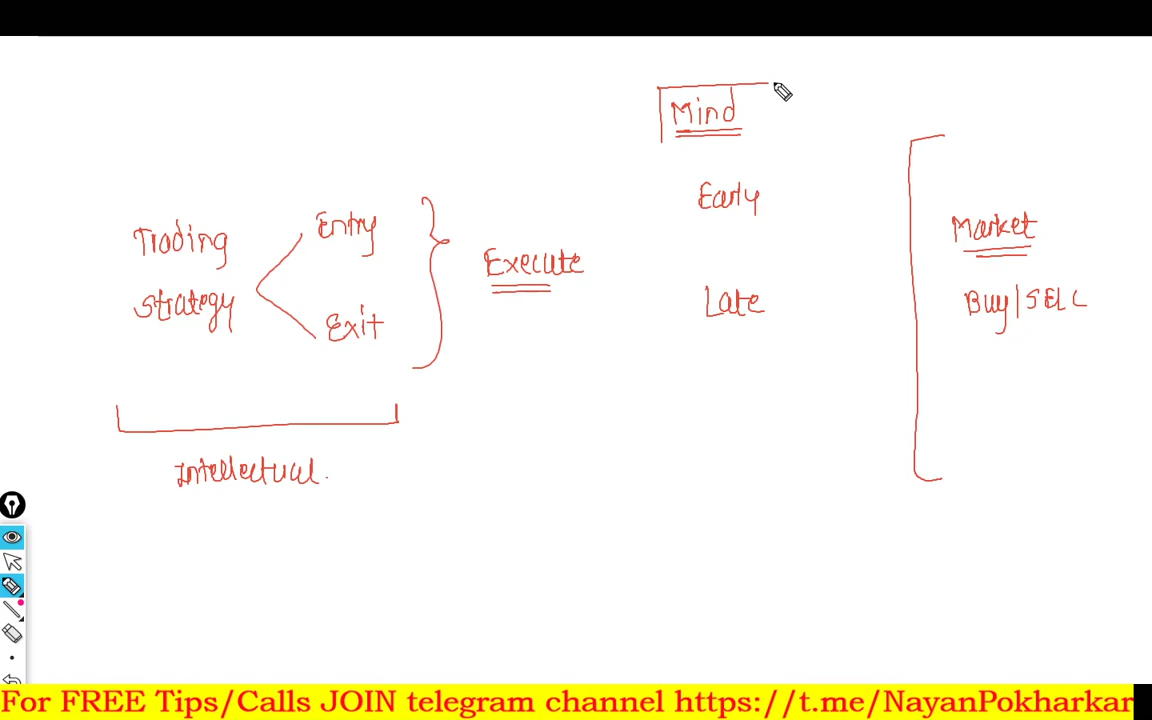 Mind
Early
Late
Trading
Strategy
Entry
Exit
Execute
Market
Buy|SELL
Intellectual.
For FREE Tips/Calls JOIN telegram channel https://t.me/NayanPokharkar